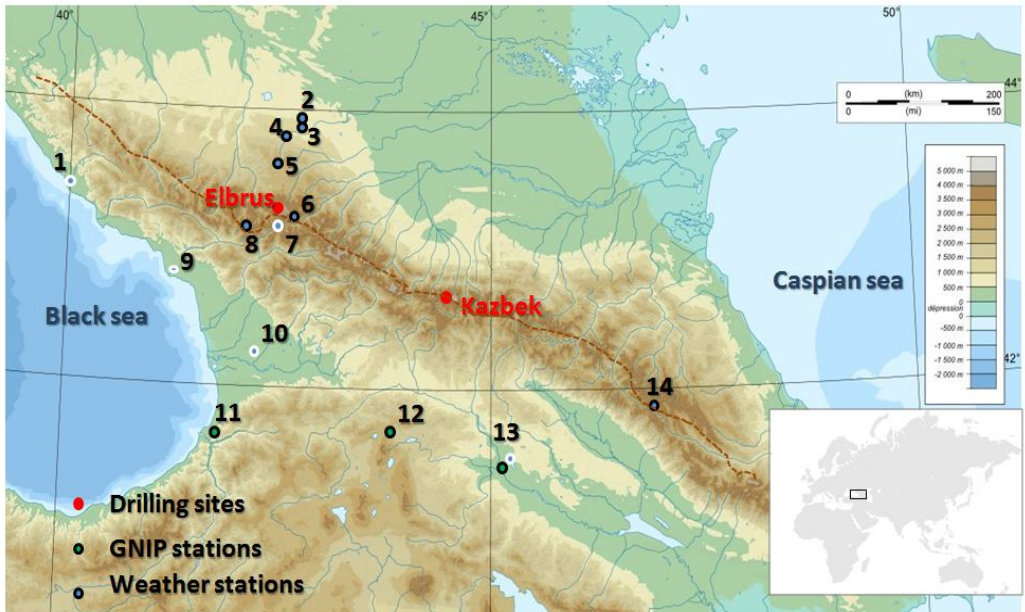 40°
45°
50°
44°
0 (km) 200
0 (mi) 150
2
4
3
1
5
Elbrus
6
8
7
9
Caspian sea
Kazbek
Black sea
10
42°
14
11
12
13
5 000 m
4 000 m
3 500 m
3 000 m
2 500 m
2 000 m
1 500 m
1 000 m
500 m
0
dépression
0
-500 m
-1 000 m
-1 500 m
-2 000 m
Drilling sites
GNIP stations
Weather stations